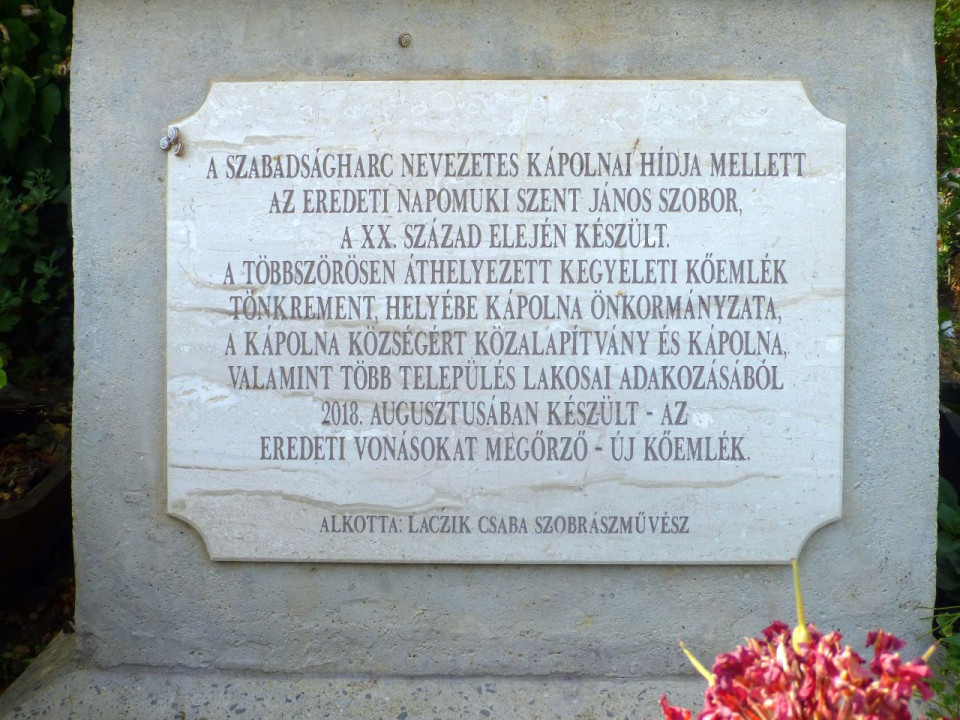 A SZABADSÁGHARC NEVEZETES KÁPOLNAI HÍDJA MELLETT
AZ EREDETI NAPOMUKI SZENT JÁNOS SZOBOR,
A XX. SZÁZAD ELEJÉN KÉSZÜLT.
A TÖBBSZÖRÖSEN ÁTHELYEZETT KEGYELETI KŐEMLÉK
TÖNKREMENT, HELYÉBE KÁPOLNA ÖNKORMÁNYZATA,
A KÁPOLNA KÖZSÉGÉRT KÖZALAPÍTVÁNY ÉS KÁPOLNA,
VALAMINT TÖBB TELEPÜLÉS LAKOSAI ADAKOZÁSÁBÓL
2018. AUGUSZTUSÁBAN KÉSZÜLT - AZ
EREDETI VONÁSOKAT MEGŐRZŐ - ÚJ KŐEMLÉK.
ALKOTTA: LACZIK CSABA SZOBRÁSZMŰVÉSZ